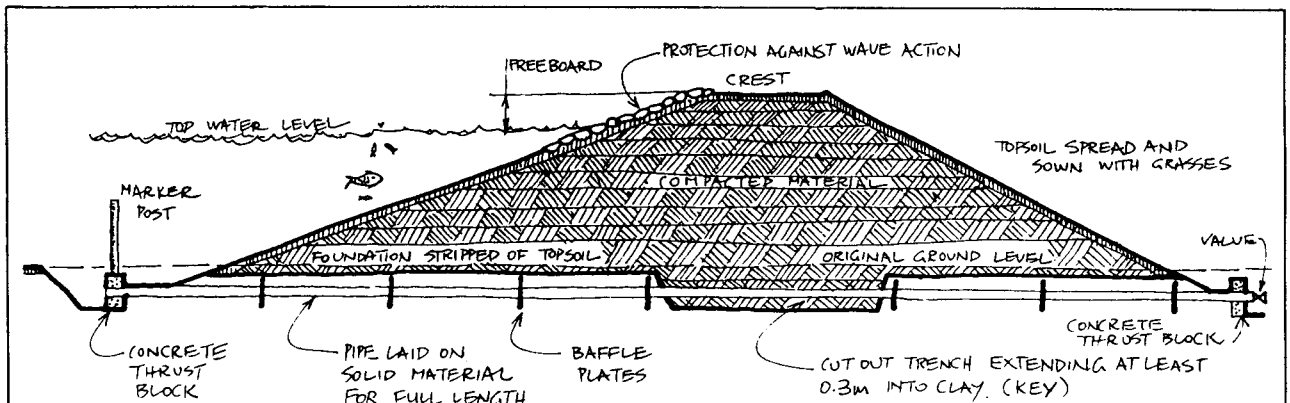 PROTECTION AGAINST WAVE ACTION
FREEBOARD
CREST
TOP WATER LEVEL
TOPSOIL SPREAD AND
SOWN WITH GRASSES
MARKER
POST
COMPACTED MATERIAL
VALUE
FOUNDATION STRIPPED OF TOPSOIL
ORIGINAL GROUND LEVEL
CONCRETE
THRUST BLOCK
CONCRETE
THRUST
BLOCK
PIPE LAID ON
SOLID MATERIAL
FOR FULL LENGTH
BAFFLE
PLATES
CUT OUT TRENCH EXTENDING AT LEAST
0.3m INTO CLAY. (KEY)